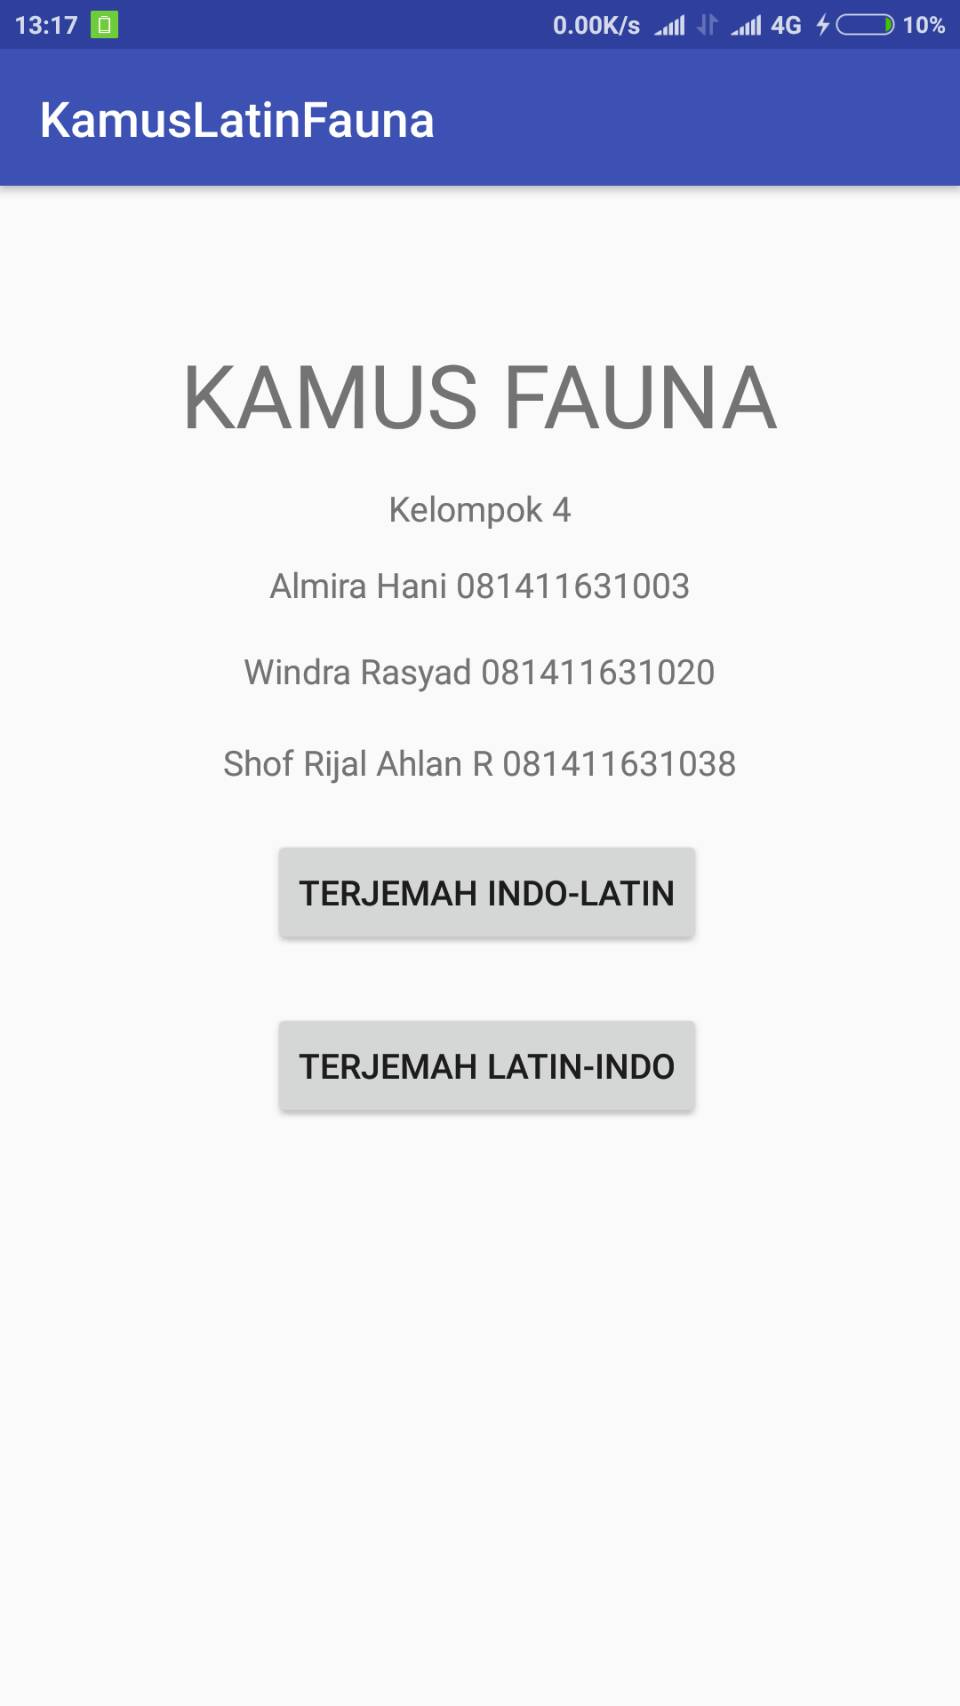 13:17 0.00K/s 4G 10%
KamusLatinFauna
KAMUS FAUNA
Kelompok 4
Almira Hani 081411631003
Windra Rasyad 081411631020
Shof Rijal Ahlan R 081411631038
TERJEMAH INDO-LATIN
TERJEMAH LATIN-INDO